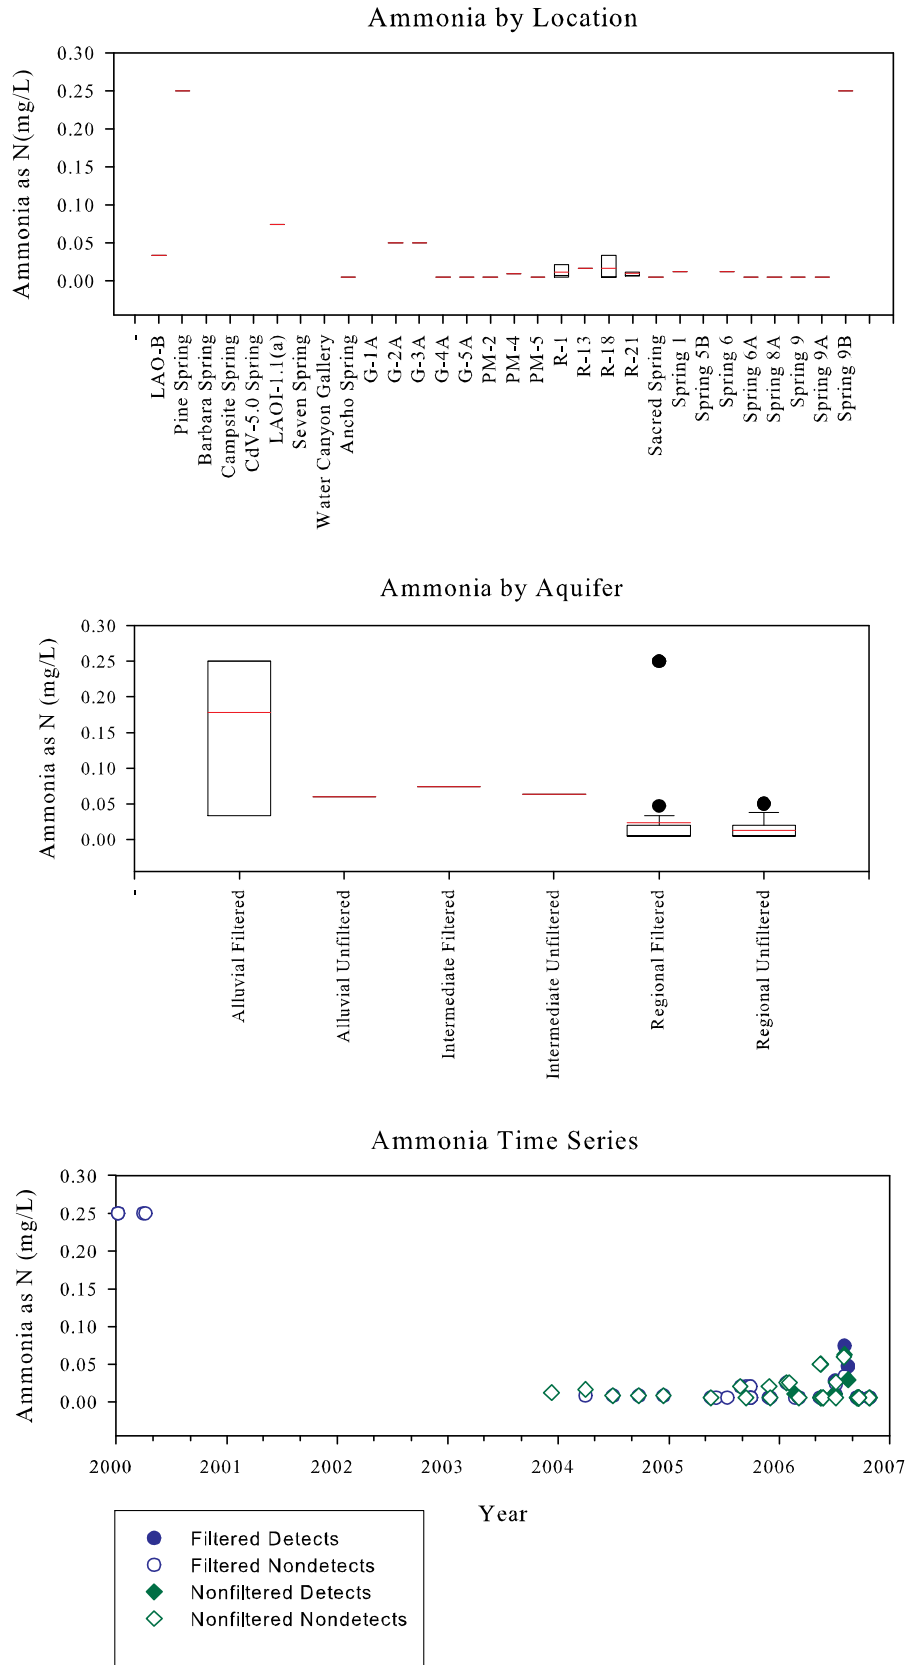 Ammonia by Location
Ammonia as N(mg/L)
0.30
0.25
0.20
0.15
0.10
0.05
0.00
-
LAO-B
Pine Spring
Barbara Spring
Campsite Spring
CdV-5.0 Spring
LAOI-1.1(a)
Seven Spring
Water Canyon Gallery
Ancho Spring
G-1A
G-2A
G-3A
G-4A
G-5A
PM-2
PM-4
PM-5
R-1
R-13
R-18
R-21
Sacred Spring
Spring 1
Spring 5B
Spring 6
Spring 6A
Spring 8A
Spring 9
Spring 9A
Spring 9B
Ammonia by Aquifer
Ammonia as N (mg/L)
0.30
0.25
0.20
0.15
0.10
0.05
0.00
-
Alluvial Filtered
Alluvial Unfiltered
Intermediate Filtered
Intermediate Unfiltered
Regional Filtered
Regional Unfiltered
Ammonia Time Series
Ammonia as N (mg/L)
0.30
0.25
0.20
0.15
0.10
0.05
0.00
2000 2001 2002 2003 2004 2005 2006 2007
Year
Filtered Detects
Filtered Nondetects
Nonfiltered Detects
Nonfiltered Nondetects